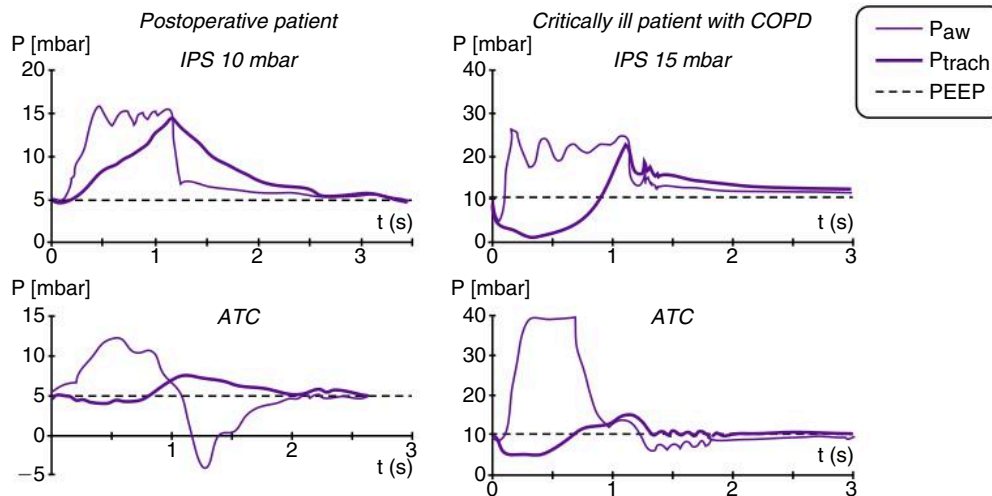 Postoperative patient
P [mbar]
IPS 10 mbar
20
15
10
5
0
0
1
2
3
t (s)
Critically ill patient with COPD
P [mbar]
IPS 15 mbar
40
30
20
10
0
0
1
2
3
t (s)
Paw
Ptrach
PEEP
P [mbar]
ATC
15
10
5
0
−5
1
2
3
t (s)
P [mbar]
ATC
40
30
20
10
0
0
1
2
3
t (s)